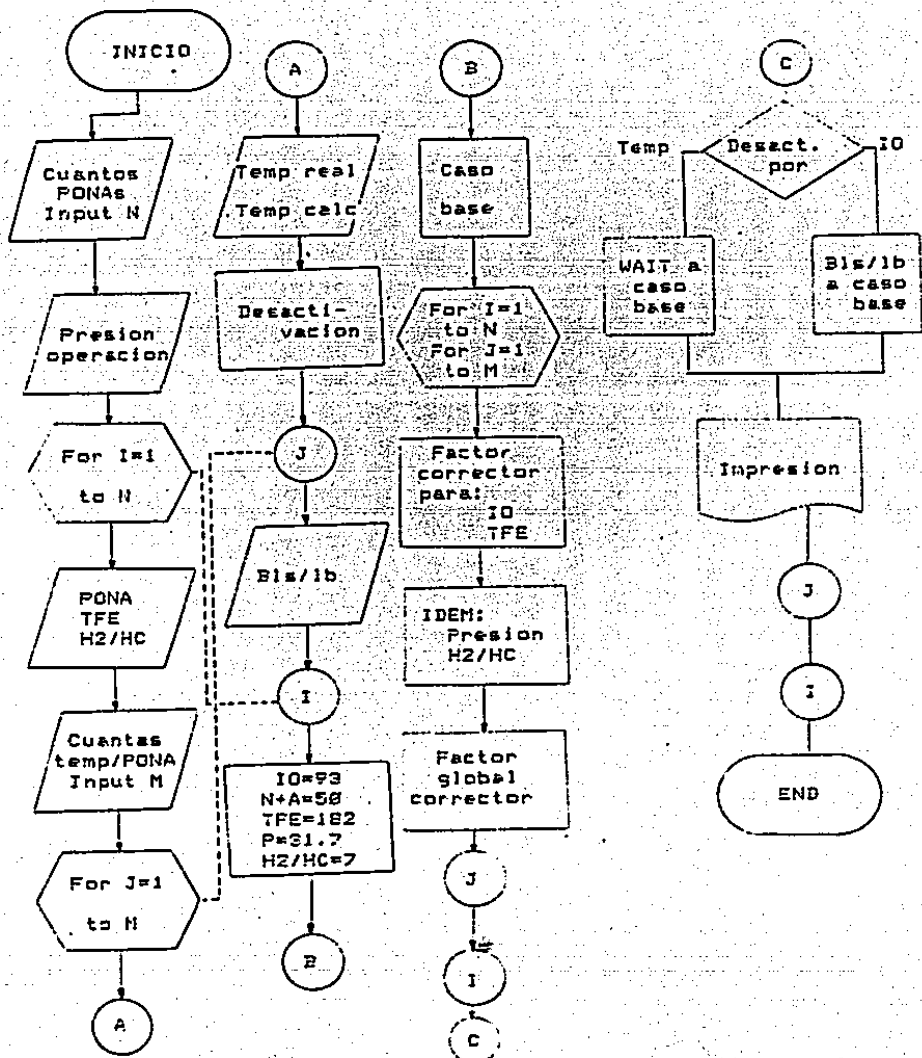 INICIO
Cuantos
PONAs
Input N
Presion
operacion
For I=1
to N
PONA
TFE
H2/HC
Cuantas
temp/PONA
Input M
For J=1
to M
A
A
Temp real
Temp calc
Desacti-
vacion
J
Bls/lb
I
IO=93
N+A=50
TFE=182
P=31.7
H2/HC=7
B
B
Caso
base
For I=1
to N
For J=1
to M
Factor
corrector
para:
IO
TFE
IDEM:
Presion
H2/HC
Factor
global
corrector
J
I
C
C
Temp
Desact.
por
IO
WAIT a
caso
base
Bls/lb
a caso
base
Impresion
J
I
END